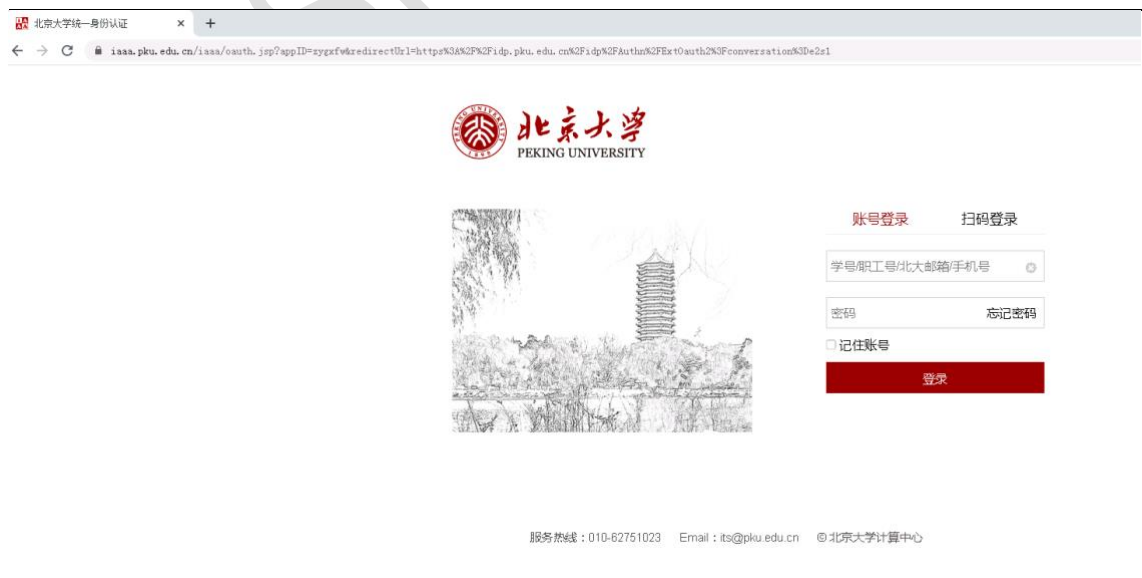 北京大学统一身份认证
iaaa.pku.edu.cn/iaaa/oauth.jsp?appID=zygxfw&redirectUrl=https%3A%2F%2Fidp.pku.edu.cn%2Fidp%2FAuthn%2FExtOauth2%3Fconversation%3De2s1
北京大学
PEKING UNIVERSITY
账号登录 扫码登录
学号/职工号/北大邮箱/手机号
密码 忘记密码
记住账号
登录
服务热线：010-62751023 Email：its@pku.edu.cn ©北京大学计算中心